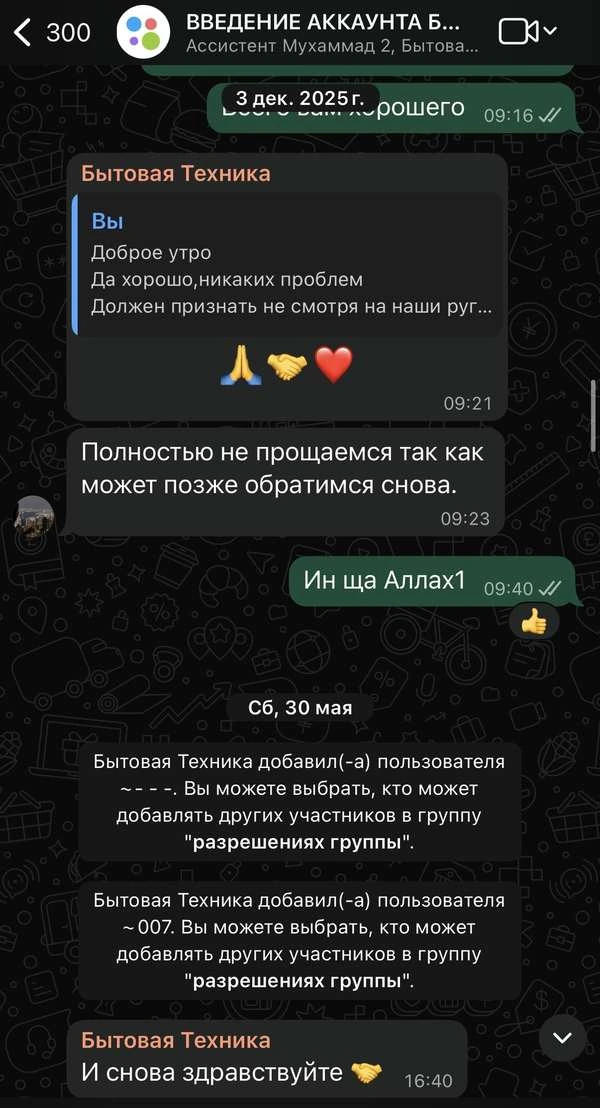 300
ВВЕДЕНИЕ АККАУНТА Б...
Ассистент Мухаммад 2, Бытова...
3 дек. 2025 г.
хорошего
09:16
Бытовая Техника
Вы
Доброе утро
Да хорошо,никаких проблем
Должен признать не смотря на наши руг...
🙏🤝❤️
09:21
Полностью не прощаемся так как
может позже обратимся снова.
09:23
Ин ща Аллах1
09:40
👍
Сб, 30 мая
Бытовая Техника добавил(-а) пользователя
~- - -. Вы можете выбрать, кто может
добавлять других участников в группу
"разрешениях группы".
Бытовая Техника добавил(-а) пользователя
~007. Вы можете выбрать, кто может
добавлять других участников в группу
"разрешениях группы".
Бытовая Техника
И снова здравствуйте 🤝
16:40